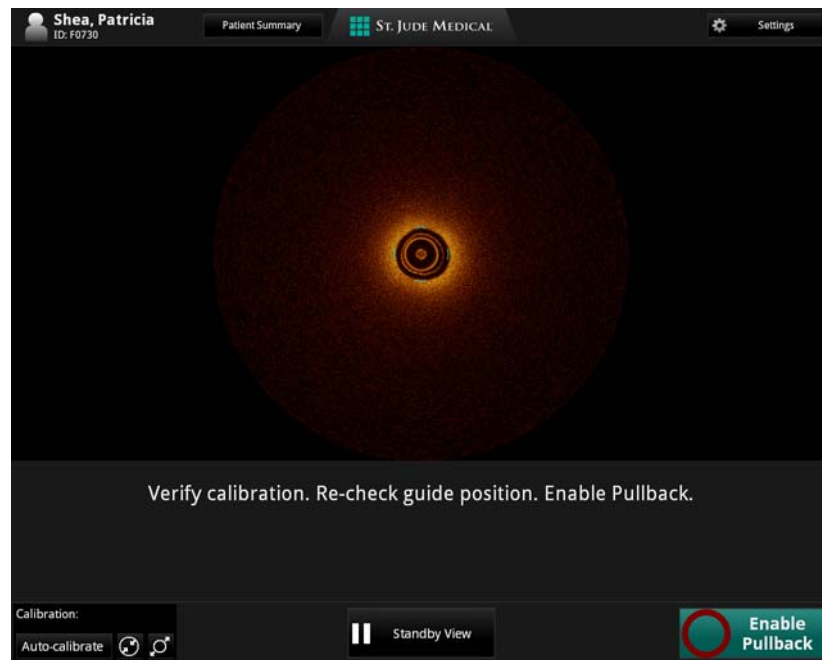 Shea, Patricia
ID: F0730
Patient Summary
ST. JUDE MEDICAL
Settings
Verify calibration. Re-check guide position. Enable Pullback.
Calibration:
Auto-calibrate
Standby View
Enable
Pullback